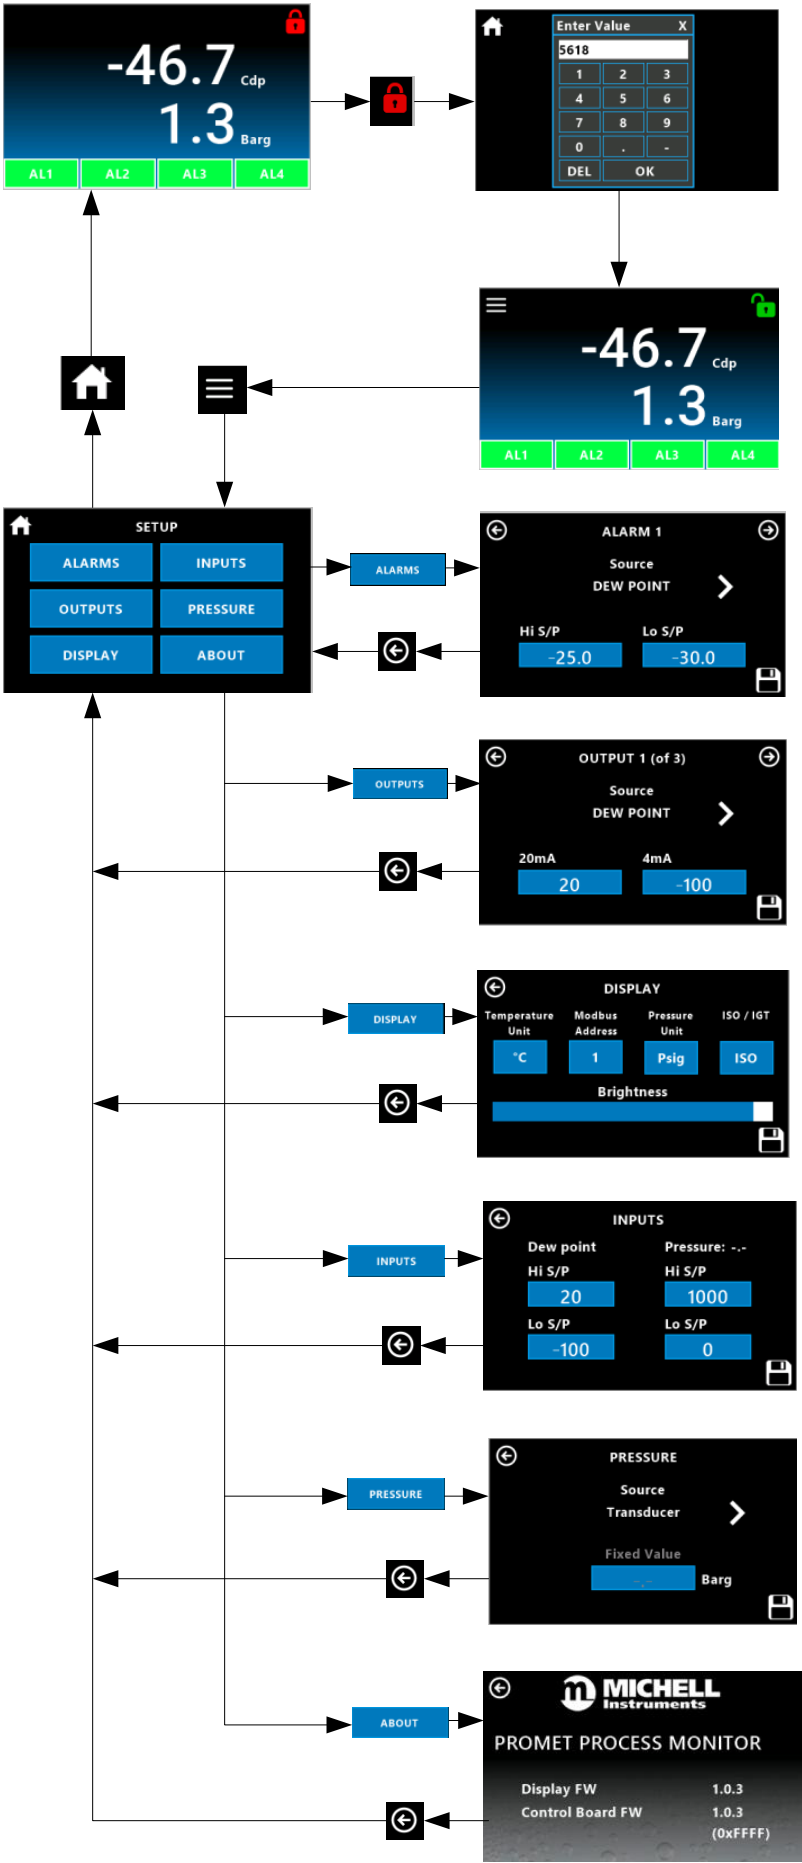 -46.7 Cdp
1.3 Barg
AL1 AL2 AL3 AL4
Enter Value X
5618
1 2 3
4 5 6
7 8 9
0 . -
DEL OK
-46.7 Cdp
1.3 Barg
AL1 AL2 AL3 AL4
SETUP
ALARMS INPUTS
OUTPUTS PRESSURE
DISPLAY ABOUT
ALARMS
ALARM 1
Source
DEW POINT
Hi S/P Lo S/P
-25.0 -30.0
OUTPUTS
OUTPUT 1 (of 3)
Source
DEW POINT
20mA 4mA
20 -100
DISPLAY
DISPLAY
Temperature Unit Modbus Address Pressure Unit ISO / IGT
°C 1 Psig ISO
Brightness
INPUTS
INPUTS
Dew point Pressure: -.-
Hi S/P Hi S/P
20 1000
Lo S/P Lo S/P
-100 0
PRESSURE
PRESSURE
Source
Transducer
Fixed Value
-.- Barg
ABOUT
MICHELL
Instruments
PROMET PROCESS MONITOR
Display FW 1.0.3
Control Board FW 1.0.3
(0xFFFF)